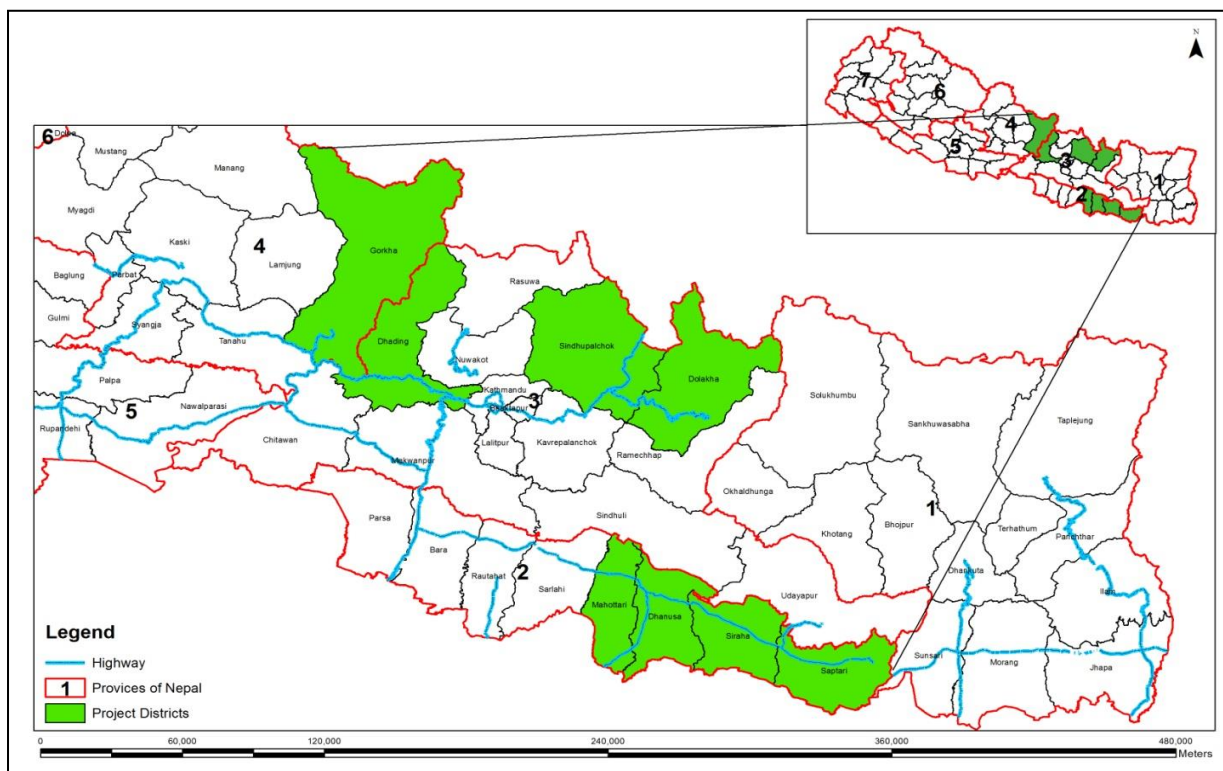 N
7
6
4
5
3
1
2
6
Dolpa
Mustang
Manang
Myagdi
Kaski
4
Lamjung
Gorkha
Baglung
Parbat
Rasuwa
Gulmi
Syangja
Tanahu
Dhading
Nuwakot
Sindhupalchok
Dolakha
Palpa
5
Nawalparasi
Kathmandu
3
Bhaktapur
Rupandehi
Chitawan
Makwanpur
Lalitpur
Kavrepalanchok
Ramechhap
Solukhumbu
Sankhuwasabha
Taplejung
Okhaldhunga
Parsa
Sindhuli
Khotang
Bhojpur
1
Terhathum
Panchthar
Bara
Rautahat
2
Sarlahi
Dhankuta
Ilam
Mahottari
Dhanusa
Siraha
Saptari
Udayapur
Sunsari
Morang
Jhapa
Legend
Highway
1 Provices of Nepal
Project Districts
0 60,000 120,000 240,000 360,000 480,000
Meters